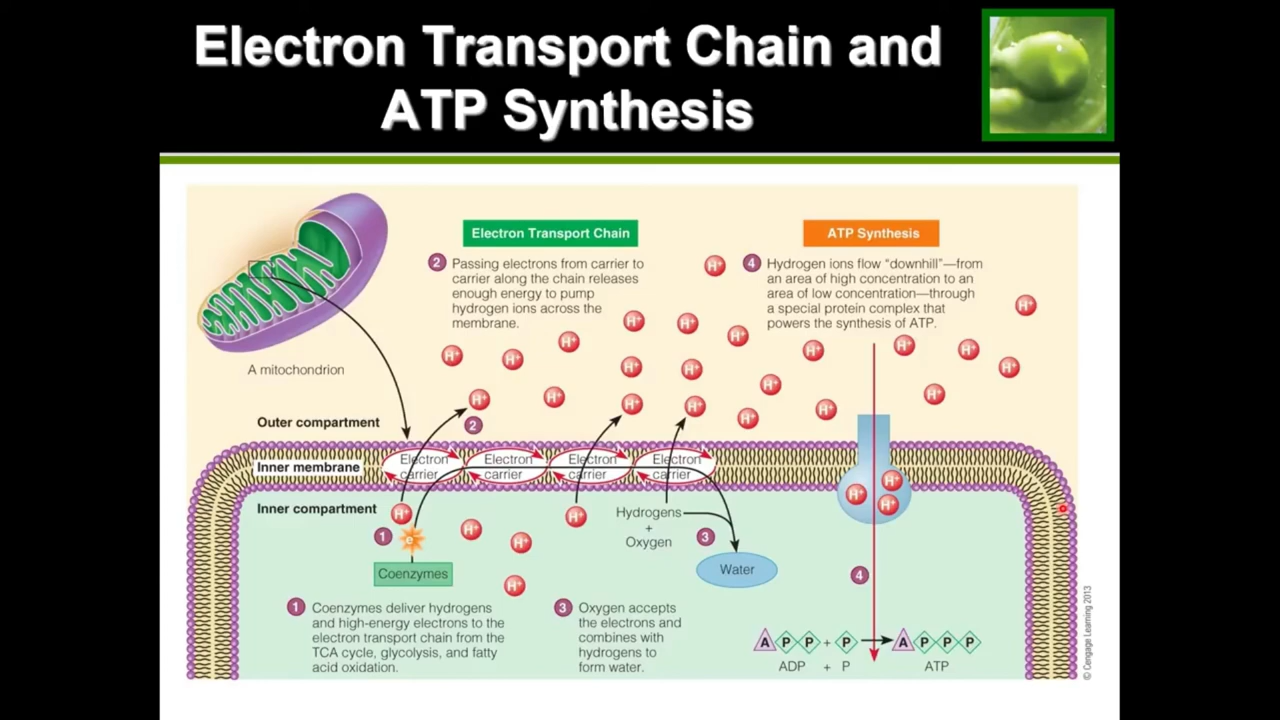 Electron Transport Chain and
ATP Synthesis
Electron Transport Chain
2 Passing electrons from carrier to
carrier along the chain releases
enough energy to pump
hydrogen ions across the
membrane.
ATP Synthesis
4 Hydrogen ions flow “downhill”—from
an area of high concentration to an
area of low concentration—through
a special protein complex that
powers the synthesis of ATP.
A mitochondrion
H+ H+ H+ H+ H+ H+ H+ H+ H+ H+ H+ H+ H+ H+ H+ H+ H+ H+ H+ H+ H+ H+ H+
Outer compartment
2
Inner membrane
Electron
carrier
Electron
carrier
Electron
carrier
Electron
carrier
Inner compartment
H+ H+ H+ H+ H+
H+ H+ H+
1
e-
Coenzymes
Hydrogens
+
Oxygen
3
Water
4
1 Coenzymes deliver hydrogens
and high-energy electrons to the
electron transport chain from the
TCA cycle, glycolysis, and fatty
acid oxidation.
3 Oxygen accepts
the electrons and
combines with
hydrogens to
form water.
A P P + P A P P P
ADP + P ATP
© Cengage Learning 2013